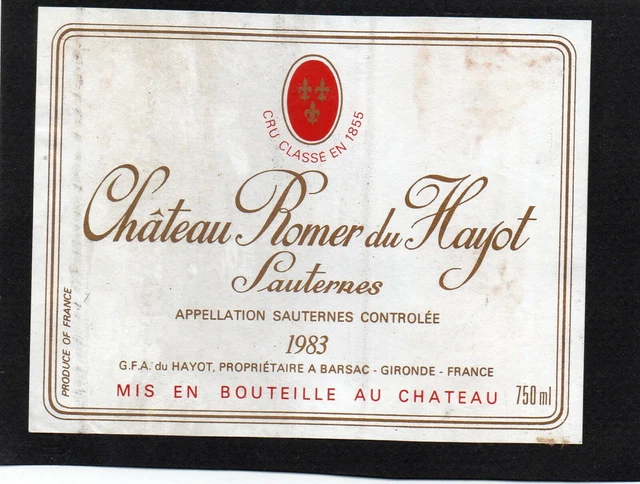 CRU CLASSÉ EN 1855
Château Romer du Hayot
Sauternes
APPELLATION SAUTERNES CONTROLÉE
1983
G.F.A. du HAYOT, PROPRIÉTAIRE A BARSAC - GIRONDE - FRANCE
MIS EN BOUTEILLE AU CHATEAU 750 ml
PRODUCE OF FRANCE